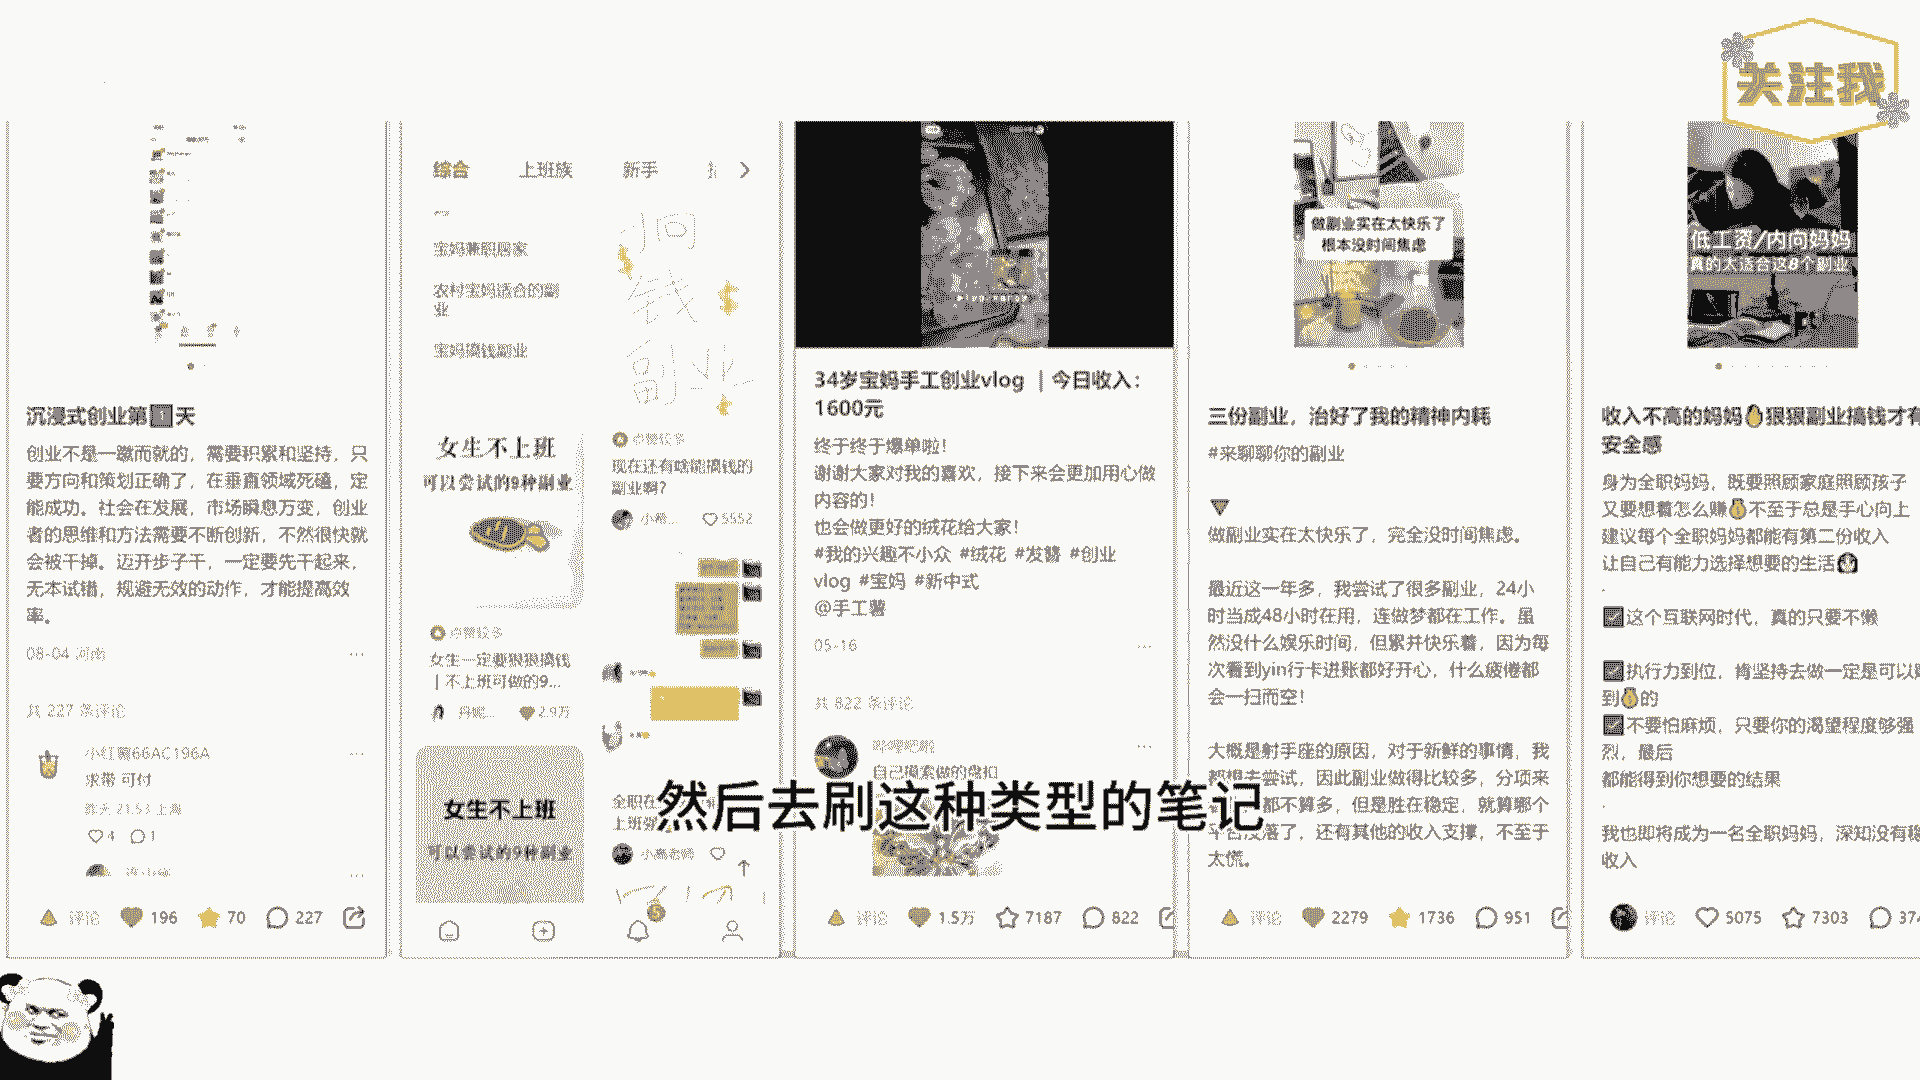 关注我
沉浸式创业第1天
创业不是一蹴而就的，需要积累和坚持，只
要方向和策划正确了，在垂直领域死磕，定
能成功。社会在发展，市场瞬息万变，创业
者的思维和方法需要不断创新，不然很快就
会被干掉。迈开步子干，一定要先干起来，
无本试错，规避无效的动作，才能提高效
率。
08-04 河南
共 227 条评论
小红薯66AC196A
求带 可付
昨天 21:53 上海
4 1
评论 196 70 227
综合 上班族 新手
宝妈兼职居家
农村宝妈适合的副
业
宝妈搞钱副业
女生不上班
可以尝试的9种副业
点赞较多
女生一定要狠狠搞钱
| 不上班可做的9...
2.9万
女生不上班
可以尝试的9种副业
搞
钱
副业
点赞较多
现在还有啥能搞钱的
副业啊?
5552
全职在
小高老师
5
34岁宝妈手工创业vlog ｜今日收入：
1600元
终于终于爆单啦！
谢谢大家对我的喜欢，接下来会更加用心做
内容的！
也会做更好的绒花给大家！
#我的兴趣不小众 #绒花 #发簪 #创业
vlog #宝妈 #新中式
@手工薯
05-16
共 822 条评论
自己摸索做的盘扣
评论 1.5万 7187 822
做副业实在太快乐了
根本没时间焦虑
三份副业，治好了我的精神内耗
#来聊聊你的副业
做副业实在太快乐了，完全没时间焦虑。
最近这一年多，我尝试了很多副业，24小
时当成48小时在用，连做梦都在工作。虽
然没什么娱乐时间，但累并快乐着，因为每
次看到yin行卡进账都好开心，什么疲倦都
会一扫而空！
大概是射手座的原因，对于新鲜的事情，我
都想去尝试，因此副业做得比较多，分项来
都不算多，但是胜在稳定，就算哪个
落了，还有其他的收入支撑，不至于
太慌。
评论 2279 1736 951
低工资/内向妈妈
真的大适合这8个副业
收入不高的妈妈狠狠副业搞钱才有
安全感
身为全职妈妈，既要照顾家庭照顾孩子
又要想着怎么赚不至于总是手心向上
建议每个全职妈妈都能有第二份收入
让自己有能力选择想要的生活
这个互联网时代，真的只要不懒
执行力到位，肯坚持去做一定是可以
到的
不要怕麻烦，只要你的渴望程度够强
烈，最后
都能得到你想要的结果
我也即将成为一名全职妈妈，深知没有
收入
评论 5075 7303 374
然后去刷这种类型的笔记